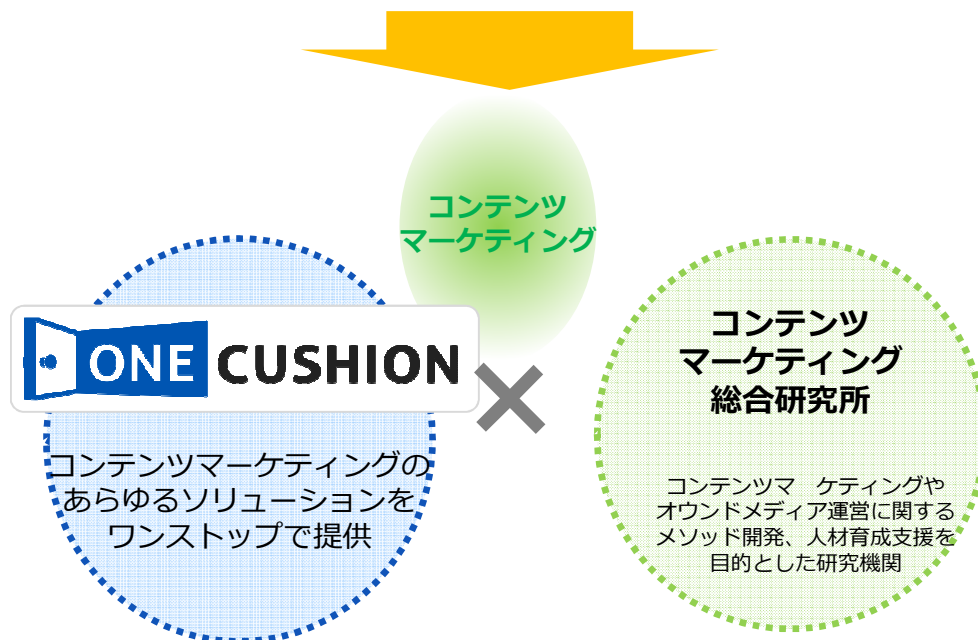 コンテンツ
マーケティング
ONE CUSHION
コンテンツマーケティングの
あらゆるソリューションを
ワンストップで提供
コンテンツ
マーケティング
総合研究所
コンテンツマ　ケティングや
オウンドメディア運営に関する
メソッド開発、人材育成支援を
目的とした研究機関